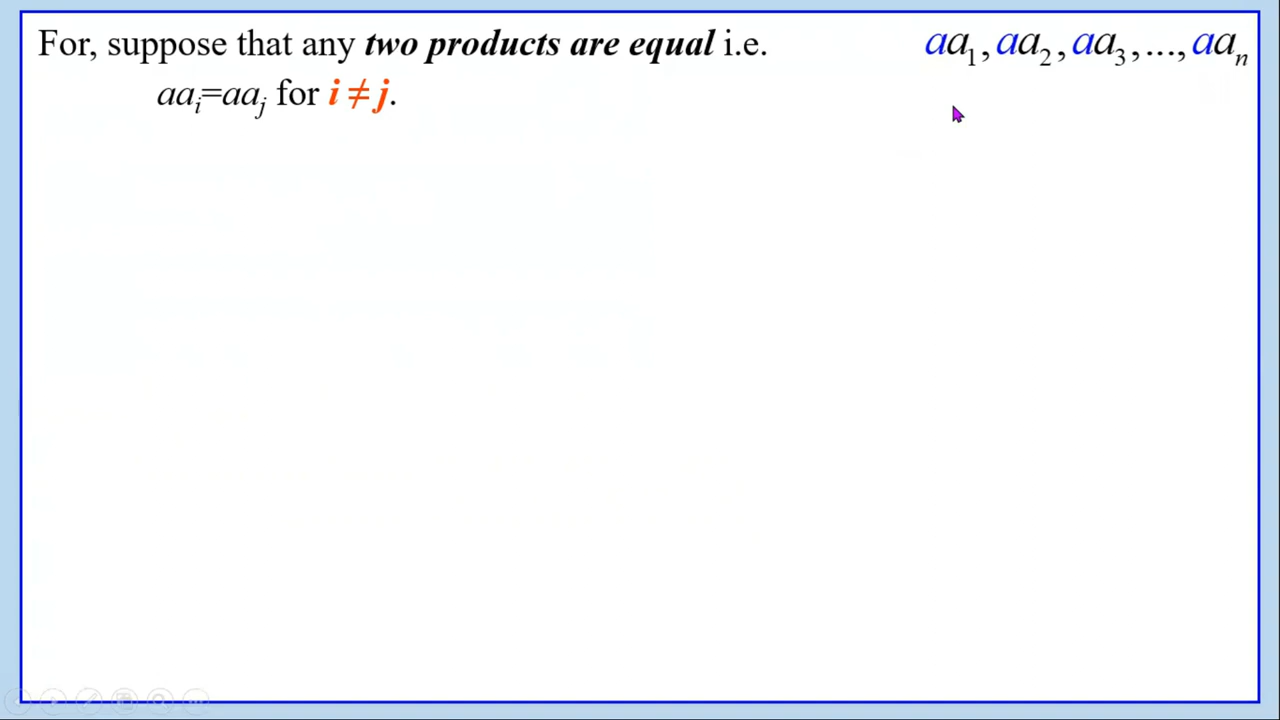 For, suppose that any two products are equal i.e. aa₁, aa₂, aa₃, ..., aaₙ
aaᵢ=aaⱼ for i ≠ j.